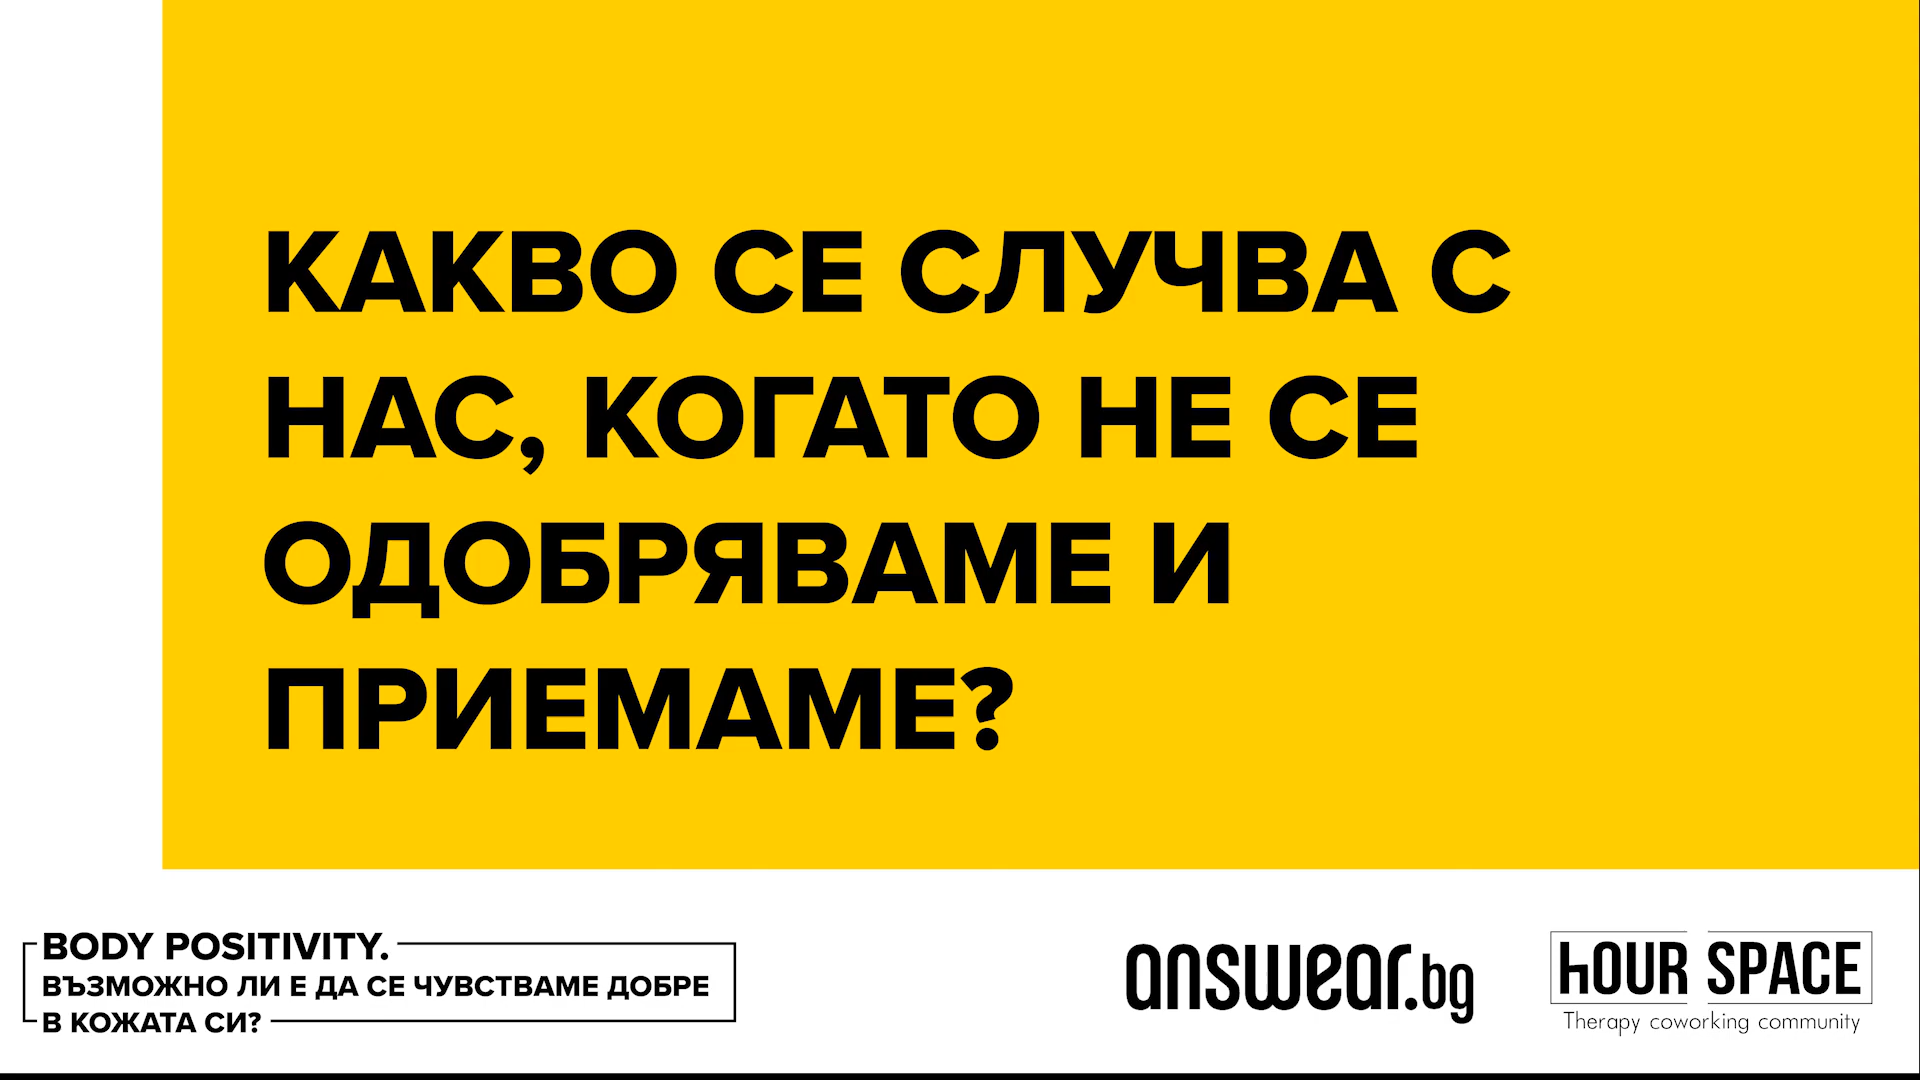 КАКВО СЕ СЛУЧВА С
НАС, КОГАТО НЕ СЕ
ОДОБРЯВАМЕ И
ПРИЕМАМЕ?
BODY POSITIVITY.
ВЪЗМОЖНО ЛИ Е ДА СЕ ЧУВСТВАМЕ ДОБРЕ
В КОЖАТА СИ?
answear.bg
hOUR SPACE
Therapy coworking community